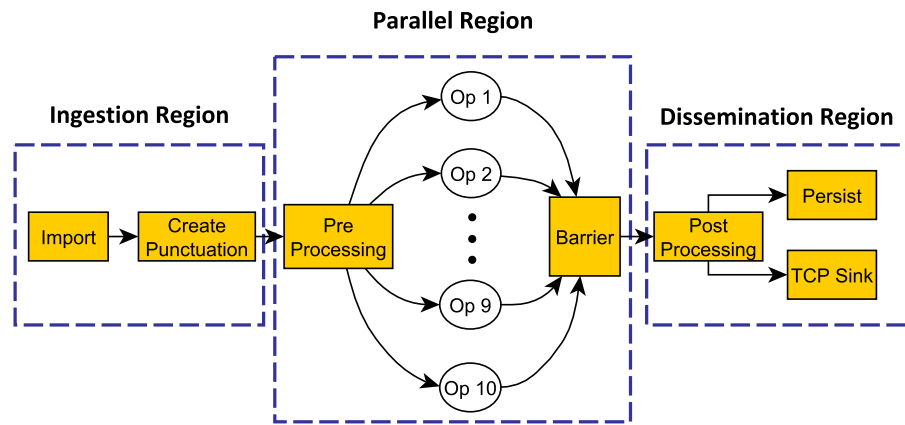 Parallel Region
Ingestion Region
Dissemination Region
Import
Create
Punctuation
Pre
Processing
Op 1
Op 2
Op 9
Op 10
Barrier
Post
Processing
Persist
TCP Sink